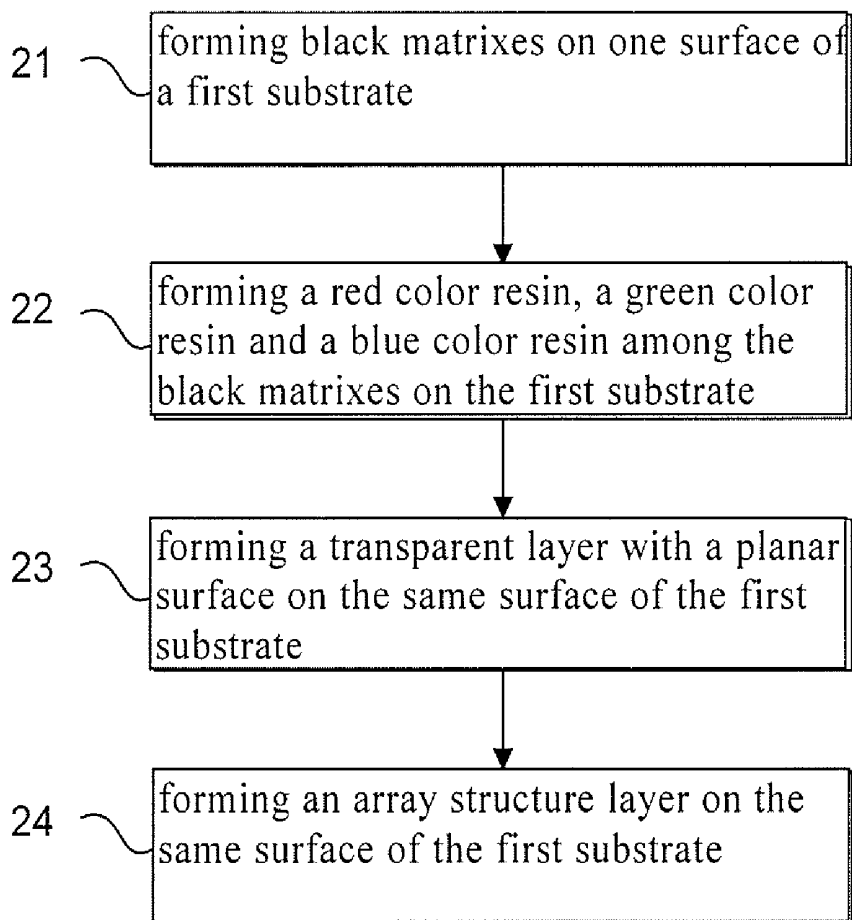 21
forming black matrixes on one surface of
a first substrate
22
forming a red color resin, a green color
resin and a blue color resin among the
black matrixes on the first substrate
23
forming a transparent layer with a planar
surface on the same surface of the first
substrate
24
forming an array structure layer on the
same surface of the first substrate